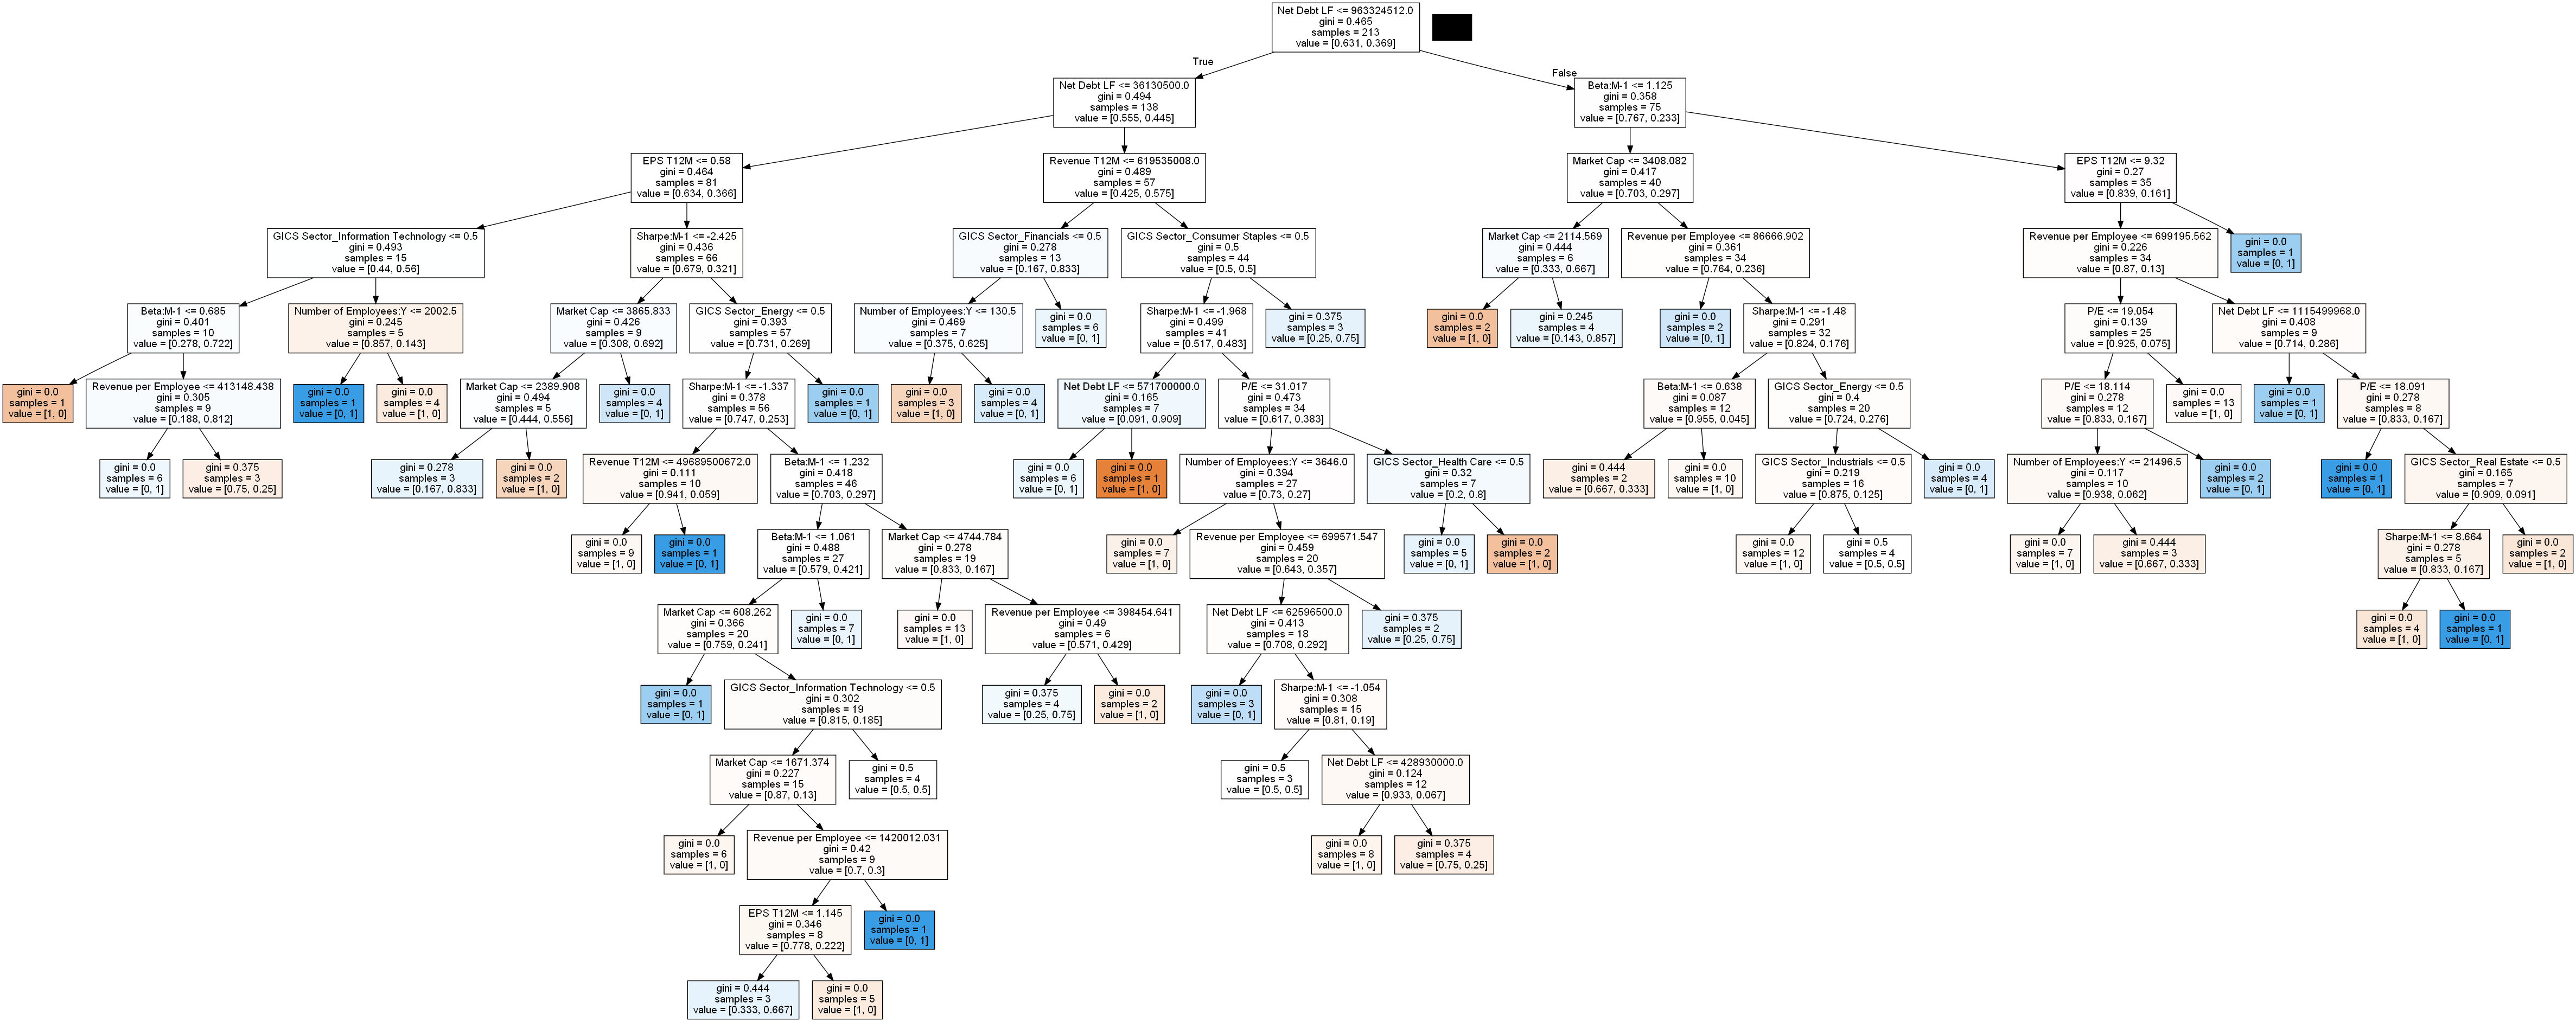 Net Debt LF <= 963324512.0
gini = 0.465
samples = 213
value = [0.631, 0.369]
True
False
Net Debt LF <= 36130500.0
gini = 0.494
samples = 138
value = [0.555, 0.445]
Beta:M-1 <= 1.125
gini = 0.358
samples = 75
value = [0.767, 0.233]
EPS T12M <= 0.58
gini = 0.464
samples = 81
value = [0.634, 0.366]
Revenue T12M <= 619535008.0
gini = 0.489
samples = 57
value = [0.425, 0.575]
Market Cap <= 3408.082
gini = 0.417
samples = 40
value = [0.703, 0.297]
EPS T12M <= 9.32
gini = 0.27
samples = 35
value = [0.839, 0.161]
GICS Sector_Information Technology <= 0.5
gini = 0.493
samples = 15
value = [0.44, 0.56]
Sharpe:M-1 <= -2.425
gini = 0.436
samples = 66
value = [0.679, 0.321]
GICS Sector_Financials <= 0.5
gini = 0.278
samples = 13
value = [0.167, 0.833]
GICS Sector_Consumer Staples <= 0.5
gini = 0.5
samples = 44
value = [0.5, 0.5]
Market Cap <= 2114.569
gini = 0.444
samples = 6
value = [0.333, 0.667]
Revenue per Employee <= 86666.902
gini = 0.361
samples = 34
value = [0.764, 0.236]
Revenue per Employee <= 699195.562
gini = 0.226
samples = 34
value = [0.87, 0.13]
gini = 0.0
samples = 1
value = [0, 1]
Beta:M-1 <= 0.685
gini = 0.401
samples = 10
value = [0.278, 0.722]
Number of Employees:Y <= 2002.5
gini = 0.245
samples = 5
value = [0.857, 0.143]
Market Cap <= 3865.833
gini = 0.426
samples = 9
value = [0.308, 0.692]
GICS Sector_Energy <= 0.5
gini = 0.393
samples = 57
value = [0.731, 0.269]
Number of Employees:Y <= 130.5
gini = 0.469
samples = 7
value = [0.375, 0.625]
gini = 0.0
samples = 6
value = [0, 1]
Sharpe:M-1 <= -1.968
gini = 0.499
samples = 41
value = [0.517, 0.483]
gini = 0.375
samples = 3
value = [0.25, 0.75]
gini = 0.0
samples = 2
value = [1, 0]
gini = 0.245
samples = 4
value = [0.143, 0.857]
gini = 0.0
samples = 2
value = [0, 1]
Sharpe:M-1 <= -1.48
gini = 0.291
samples = 32
value = [0.824, 0.176]
P/E <= 19.054
gini = 0.139
samples = 25
value = [0.925, 0.075]
Net Debt LF <= 1115499968.0
gini = 0.408
samples = 9
value = [0.714, 0.286]
gini = 0.0
samples = 1
value = [1, 0]
Revenue per Employee <= 413148.438
gini = 0.305
samples = 9
value = [0.188, 0.812]
gini = 0.0
samples = 1
value = [0, 1]
gini = 0.0
samples = 4
value = [1, 0]
Market Cap <= 2389.908
gini = 0.494
samples = 5
value = [0.444, 0.556]
gini = 0.0
samples = 4
value = [0, 1]
Sharpe:M-1 <= -1.337
gini = 0.378
samples = 56
value = [0.747, 0.253]
gini = 0.0
samples = 1
value = [0, 1]
gini = 0.0
samples = 3
value = [1, 0]
gini = 0.0
samples = 4
value = [0, 1]
Net Debt LF <= 571700000.0
gini = 0.165
samples = 7
value = [0.091, 0.909]
P/E <= 31.017
gini = 0.473
samples = 34
value = [0.617, 0.383]
Beta:M-1 <= 0.638
gini = 0.087
samples = 12
value = [0.955, 0.045]
GICS Sector_Energy <= 0.5
gini = 0.4
samples = 20
value = [0.724, 0.276]
P/E <= 18.114
gini = 0.278
samples = 12
value = [0.833, 0.167]
gini = 0.0
samples = 13
value = [1, 0]
gini = 0.0
samples = 1
value = [0, 1]
P/E <= 18.091
gini = 0.278
samples = 8
value = [0.833, 0.167]
gini = 0.0
samples = 6
value = [0, 1]
gini = 0.375
samples = 3
value = [0.75, 0.25]
gini = 0.278
samples = 3
value = [0.167, 0.833]
gini = 0.0
samples = 2
value = [1, 0]
Revenue T12M <= 49689500672.0
gini = 0.111
samples = 10
value = [0.941, 0.059]
Beta:M-1 <= 1.232
gini = 0.418
samples = 46
value = [0.703, 0.297]
gini = 0.0
samples = 6
value = [0, 1]
gini = 0.0
samples = 1
value = [1, 0]
Number of Employees:Y <= 3646.0
gini = 0.394
samples = 27
value = [0.73, 0.27]
GICS Sector_Health Care <= 0.5
gini = 0.32
samples = 7
value = [0.2, 0.8]
gini = 0.444
samples = 2
value = [0.667, 0.333]
gini = 0.0
samples = 10
value = [1, 0]
GICS Sector_Industrials <= 0.5
gini = 0.219
samples = 16
value = [0.875, 0.125]
gini = 0.0
samples = 4
value = [0, 1]
Number of Employees:Y <= 21496.5
gini = 0.117
samples = 10
value = [0.938, 0.062]
gini = 0.0
samples = 2
value = [0, 1]
gini = 0.0
samples = 1
value = [0, 1]
GICS Sector_Real Estate <= 0.5
gini = 0.165
samples = 7
value = [0.909, 0.091]
gini = 0.0
samples = 9
value = [1, 0]
gini = 0.0
samples = 1
value = [0, 1]
Beta:M-1 <= 1.061
gini = 0.488
samples = 27
value = [0.579, 0.421]
Market Cap <= 4744.784
gini = 0.278
samples = 19
value = [0.833, 0.167]
gini = 0.0
samples = 7
value = [1, 0]
Revenue per Employee <= 699571.547
gini = 0.459
samples = 20
value = [0.643, 0.357]
gini = 0.0
samples = 5
value = [0, 1]
gini = 0.0
samples = 2
value = [1, 0]
gini = 0.0
samples = 12
value = [1, 0]
gini = 0.5
samples = 4
value = [0.5, 0.5]
gini = 0.0
samples = 7
value = [1, 0]
gini = 0.444
samples = 3
value = [0.667, 0.333]
Sharpe:M-1 <= 8.664
gini = 0.278
samples = 5
value = [0.833, 0.167]
gini = 0.0
samples = 2
value = [1, 0]
Market Cap <= 608.262
gini = 0.366
samples = 20
value = [0.759, 0.241]
gini = 0.0
samples = 7
value = [0, 1]
gini = 0.0
samples = 13
value = [1, 0]
Revenue per Employee <= 398454.641
gini = 0.49
samples = 6
value = [0.571, 0.429]
Net Debt LF <= 62596500.0
gini = 0.413
samples = 18
value = [0.708, 0.292]
gini = 0.375
samples = 2
value = [0.25, 0.75]
gini = 0.0
samples = 4
value = [1, 0]
gini = 0.0
samples = 1
value = [0, 1]
gini = 0.0
samples = 1
value = [0, 1]
GICS Sector_Information Technology <= 0.5
gini = 0.302
samples = 19
value = [0.815, 0.185]
gini = 0.375
samples = 4
value = [0.25, 0.75]
gini = 0.0
samples = 2
value = [1, 0]
gini = 0.0
samples = 3
value = [0, 1]
Sharpe:M-1 <= -1.054
gini = 0.308
samples = 15
value = [0.81, 0.19]
Market Cap <= 1671.374
gini = 0.227
samples = 15
value = [0.87, 0.13]
gini = 0.5
samples = 4
value = [0.5, 0.5]
gini = 0.5
samples = 3
value = [0.5, 0.5]
Net Debt LF <= 428930000.0
gini = 0.124
samples = 12
value = [0.933, 0.067]
gini = 0.0
samples = 6
value = [1, 0]
Revenue per Employee <= 1420012.031
gini = 0.42
samples = 9
value = [0.7, 0.3]
gini = 0.0
samples = 8
value = [1, 0]
gini = 0.375
samples = 4
value = [0.75, 0.25]
EPS T12M <= 1.145
gini = 0.346
samples = 8
value = [0.778, 0.222]
gini = 0.0
samples = 1
value = [0, 1]
gini = 0.444
samples = 3
value = [0.333, 0.667]
gini = 0.0
samples = 5
value = [1, 0]